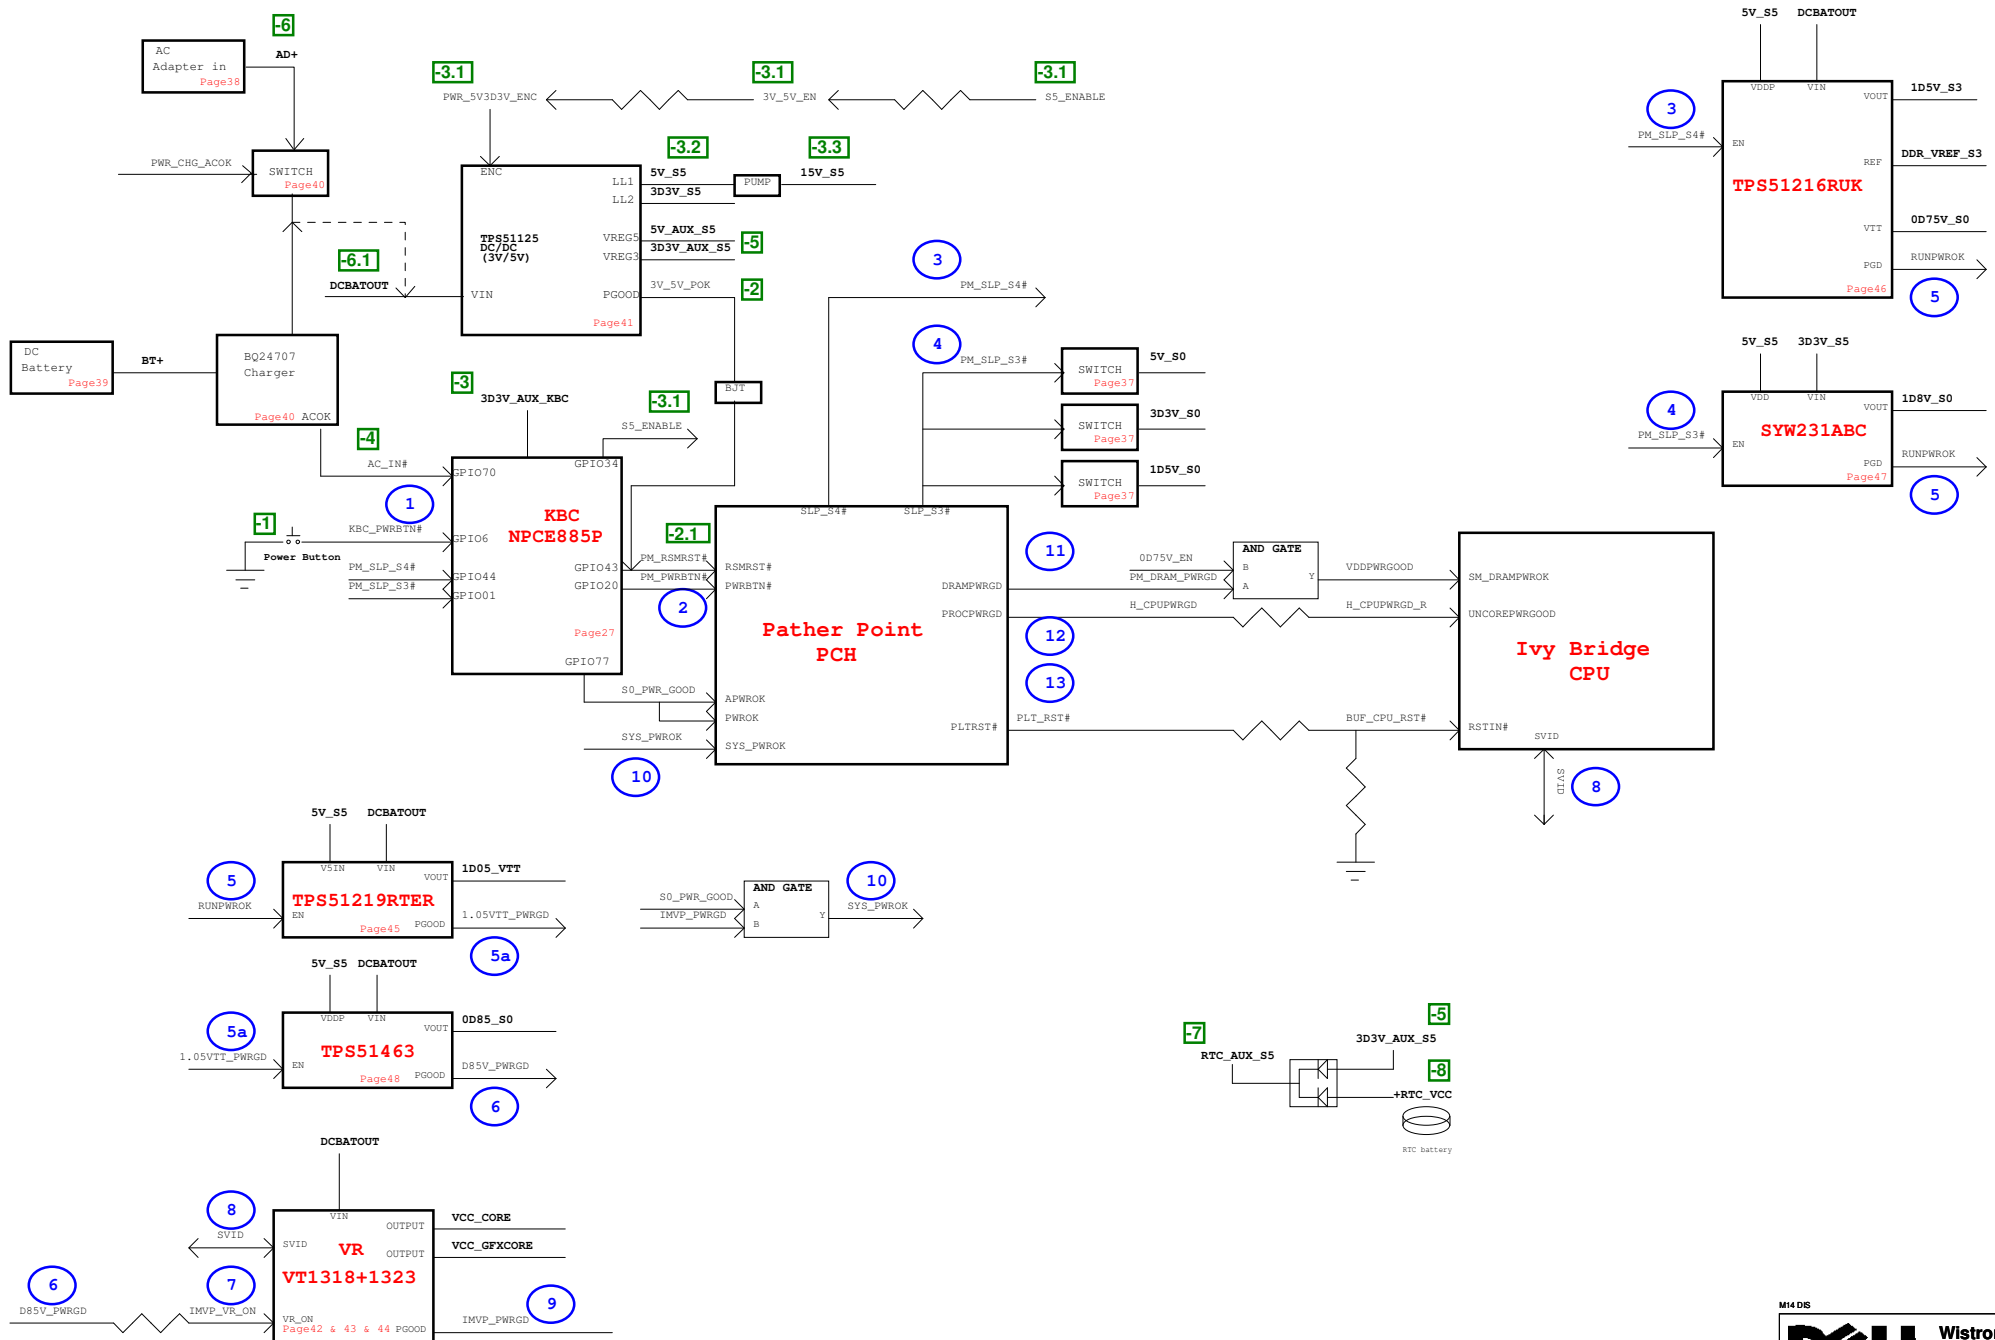 -6
AC
Adapter in
Page38
AD+
PWR_CHG_ACOK
SWITCH
Page40
-6.1
DCBATOUT
DC
Battery
Page39
BT+
BQ24707
Charger
Page40 ACOK
-4
AC_IN#
-3.1
PWR_5V3D3V_ENC
-3.1
3V_5V_EN
-3.1
S5_ENABLE
ENC
TPS51125
DC/DC
(3V/5V)
VIN
LL1
LL2
VREG5
VREG3
PGOOD
Page41
-3.2
5V_S5
3D3V_S5
PUMP
-3.3
15V_S5
5V_AUX_S5
3D3V_AUX_S5
-5
3V_5V_POK
-2
BJT
-3
3D3V_AUX_KBC
-3.1
S5_ENABLE
1
-1
KBC_PWRBTN#
Power Button
PM_SLP_S4#
PM_SLP_S3#
GPIO70
GPIO34
KBC
NPCE885P
GPIO6
GPIO44
GPIO01
GPIO43
GPIO20
Page27
GPIO77
-2.1
PM_RSMRST#
PM_PWRBTN#
2
S0_PWR_GOOD
SYS_PWROK
10
3
PM_SLP_S4#
4
PM_SLP_S3#
SWITCH
Page37
5V_S0
SWITCH
Page37
3D3V_S0
SWITCH
Page37
1D5V_S0
SLP_S4#
SLP_S3#
RSMRST#
PWRBTN#
Pather Point
PCH
APWROK
PWROK
SYS_PWROK
DRAMPWRGD
PROCPWRGD
PLTRST#
11
0D75V_EN
PM_DRAM_PWRGD
AND GATE
B
A
Y
VDDPWRGOOD
H_CPUPWRGD
H_CPUPWRGD_R
12
13
PLT_RST#
BUF_CPU_RST#
SM_DRAMPWROK
UNCOREPWRGOOD
Ivy Bridge
CPU
RSTIN#
SVID
SVID
8
5V_S5
DCBATOUT
VDDP
VIN
3
PM_SLP_S4#
EN
TPS51216RUK
VOUT
REF
VTT
PGD
Page46
1D5V_S3
DDR_VREF_S3
0D75V_S0
RUNPWROK
5
5V_S5
3D3V_S5
VDD
VIN
4
PM_SLP_S3#
EN
SYW231ABC
VOUT
PGD
Page47
1D8V_S0
RUNPWROK
5
5V_S5
DCBATOUT
V5IN
VIN
5
RUNPWROK
TPS51219RTER
EN
Page45
VOUT
PGOOD
1D05_VTT
1.05VTT_PWRGD
5a
S0_PWR_GOOD
IMVP_PWRGD
AND GATE
A
B
Y
10
SYS_PWROK
5V_S5
DCBATOUT
VDDP
VIN
5a
1.05VTT_PWRGD
TPS51463
EN
Page48
VOUT
PGOOD
0D85_S0
D85V_PWRGD
6
-7
RTC_AUX_S5
-5
3D3V_AUX_S5
-8
+RTC_VCC
RTC battery
DCBATOUT
VIN
8
SVID
SVID
VR
VT1318+1323
OUTPUT
OUTPUT
VCC_CORE
VCC_GFXCORE
6
D85V_PWRGD
7
IMVP_VR_ON
VR_ON
Page42 & 43 & 44 PGOOD
IMVP_PWRGD
9
M14 DIS
Wistro